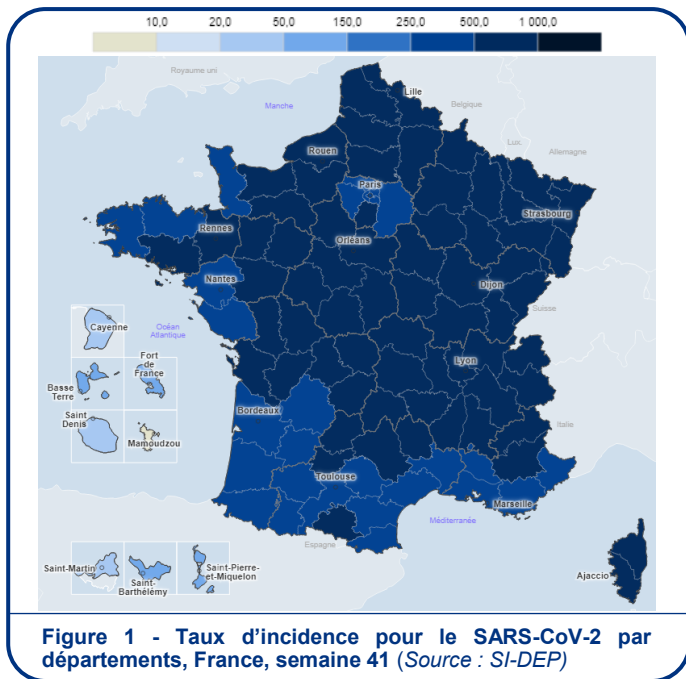 10,0 20,0 50,0 150,0 250,0 500,0 1 000,0
Royaume uni
Lille
Manche
Belgique
Lux.
Allemagne
Rouen
Paris
Strasbourg
Rennes
Orléans
Nantes
Dijon
Suisse
Cayenne
Océan
Atlantique
Fort
de
France
Lyon
Basse
Terre
Bordeaux
Saint
Denis
Mamoudzou
Italie
Toulouse
Marseille
Méditerranée
Espagne
Saint-Martin
Saint-
Barthélémy
Saint-Pierre-
et-Miquelon
Ajaccio
Figure 1 - Taux d’incidence pour le SARS-CoV-2 par
départements, France, semaine 41 (Source : SI-DEP)